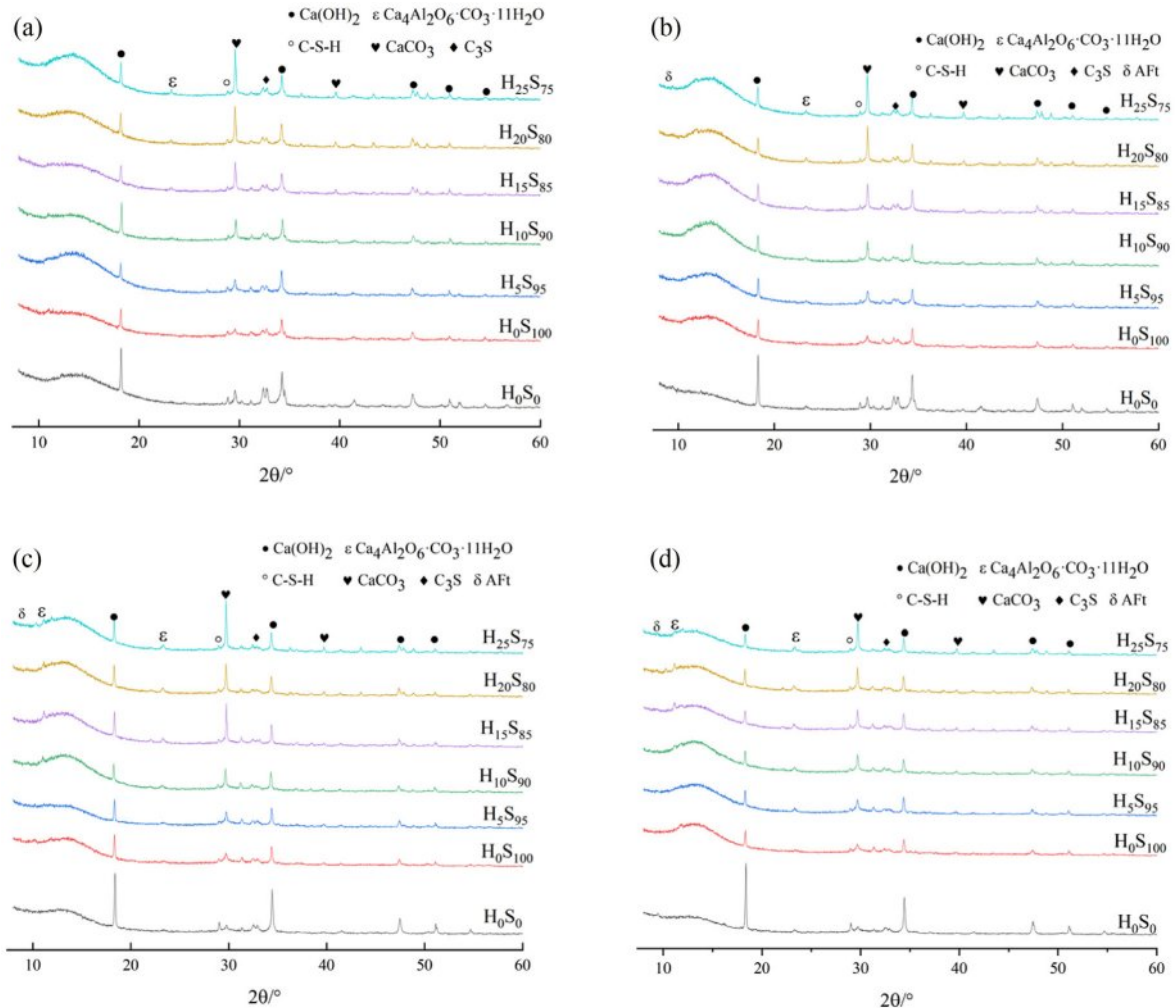 (a)
● Ca(OH)₂ ε Ca₄Al₂O₆·CO₃·11H₂O
○ C-S-H ♥ CaCO₃ ♦ C₃S
ε
H₂₅S₇₅
H₂₀S₈₀
H₁₅S₈₅
H₁₀S₉₀
H₅S₉₅
H₀S₁₀₀
H₀S₀
10 20 30 40 50 60
2θ/°
(b)
● Ca(OH)₂ ε Ca₄Al₂O₆·CO₃·11H₂O
○ C-S-H ♥ CaCO₃ ♦ C₃S δ AFt
δ ε
H₂₅S₇₅
H₂₀S₈₀
H₁₅S₈₅
H₁₀S₉₀
H₅S₉₅
H₀S₁₀₀
H₀S₀
10 20 30 40 50 60
2θ/°
(c)
● Ca(OH)₂ ε Ca₄Al₂O₆·CO₃·11H₂O
○ C-S-H ♥ CaCO₃ ♦ C₃S δ AFt
δ ε ε
H₂₅S₇₅
H₂₀S₈₀
H₁₅S₈₅
H₁₀S₉₀
H₅S₉₅
H₀S₁₀₀
H₀S₀
10 20 30 40 50 60
2θ/°
(d)
● Ca(OH)₂ ε Ca₄Al₂O₆·CO₃·11H₂O
○ C-S-H ♥ CaCO₃ ♦ C₃S δ AFt
δ ε ε
H₂₅S₇₅
H₂₀S₈₀
H₁₅S₈₅
H₁₀S₉₀
H₅S₉₅
H₀S₁₀₀
H₀S₀
10 20 30 40 50 60
2θ/°